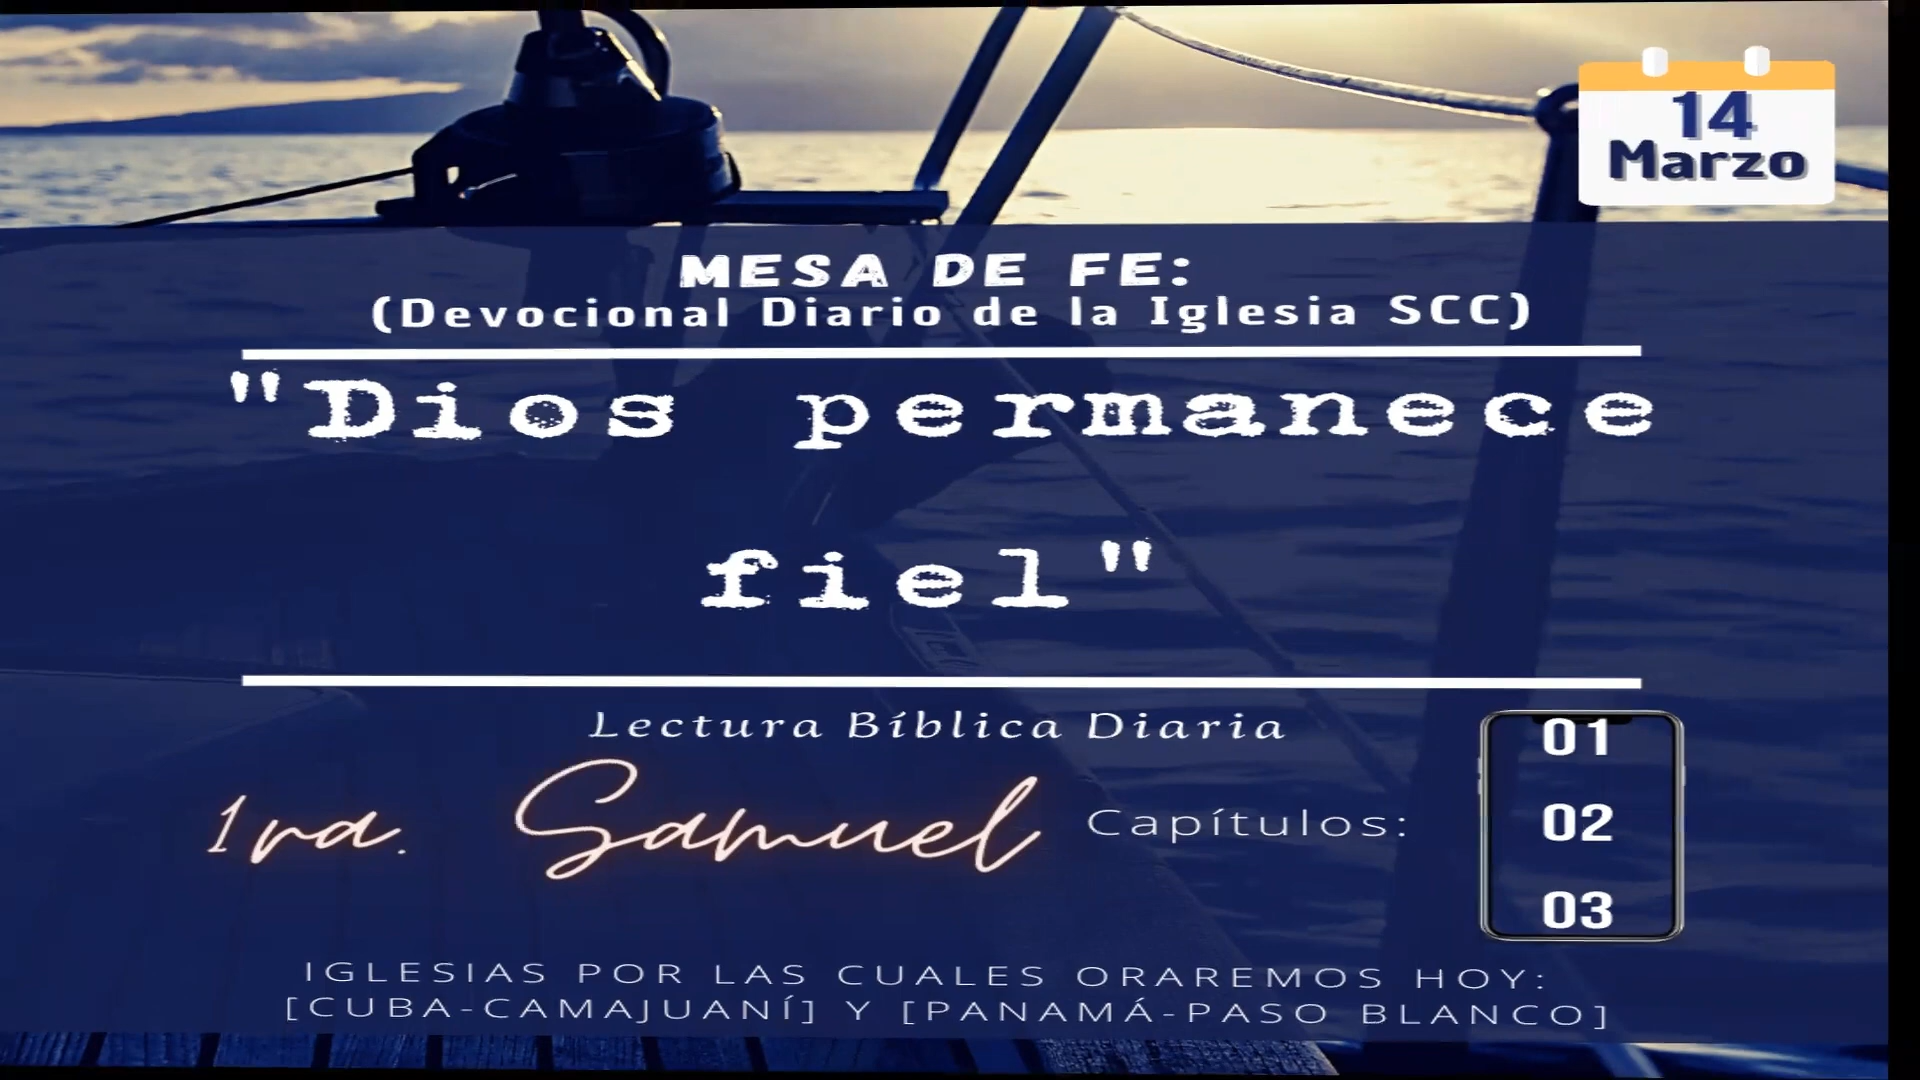 14
Marzo
MESA DE FE:
(Devocional Diario de la Iglesia SCC)
"Dios permanece
fiel"
Lectura Bíblica Diaria
1ra. Samuel Capítulos:
01
02
03
IGLESIAS POR LAS CUALES ORAREMOS HOY:
[CUBA-CAMAJUANÍ] Y [PANAMÁ-PASO BLANCO]